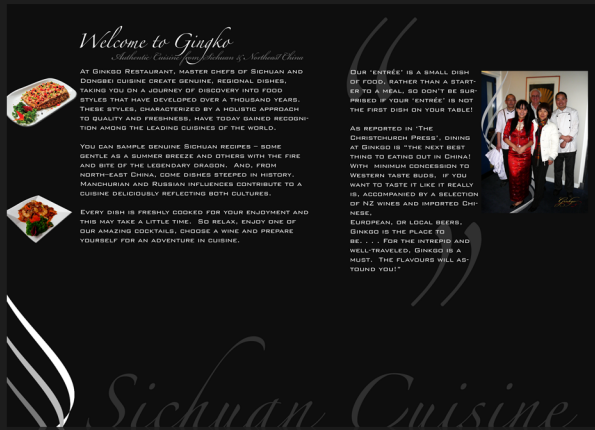 Welcome to Gingko
Authentic Cuisine from Sichuan & Northeast China
At Ginkgo Restaurant, master chefs of Sichuan and
Dongbei cuisine create genuine, regional dishes,
taking you on a journey of discovery into food
styles that have developed over a thousand years.
These styles, characterized by a holistic approach
to quality and freshness, have today gained recogni-
tion among the leading cuisines of the world.
You can sample genuine Sichuan recipes – some
gentle as a summer breeze and others with the fire
and bite of the legendary dragon. And, from
north-east China, come dishes steeped in history.
Manchurian and Russian influences contribute to a
cuisine deliciously reflecting both cultures.
Every dish is freshly cooked for your enjoyment and
this may take a little time. So relax, enjoy one of
our amazing cocktails, choose a wine and prepare
yourself for an adventure in cuisine.
“
Our ‘entrée’ is a small dish
of food, rather than a start-
er to a meal, so don’t be sur-
prised if your ‘entrée’ is not
the first dish on your table!
As reported in ‘The
Christchurch Press’, dining
at Ginkgo is “the next best
thing to eating out in China!
With minimal concession to
Western taste buds, if you
want to taste it like it really
is, accompanied by a selection
of NZ wines and imported Chi-
nese,
European, or local beers,
Ginkgo is the place to
be. . . . For the intrepid and
well-traveled, Ginkgo is a
must. The flavours will as-
tound you!”
”
Sichuan Cuisine